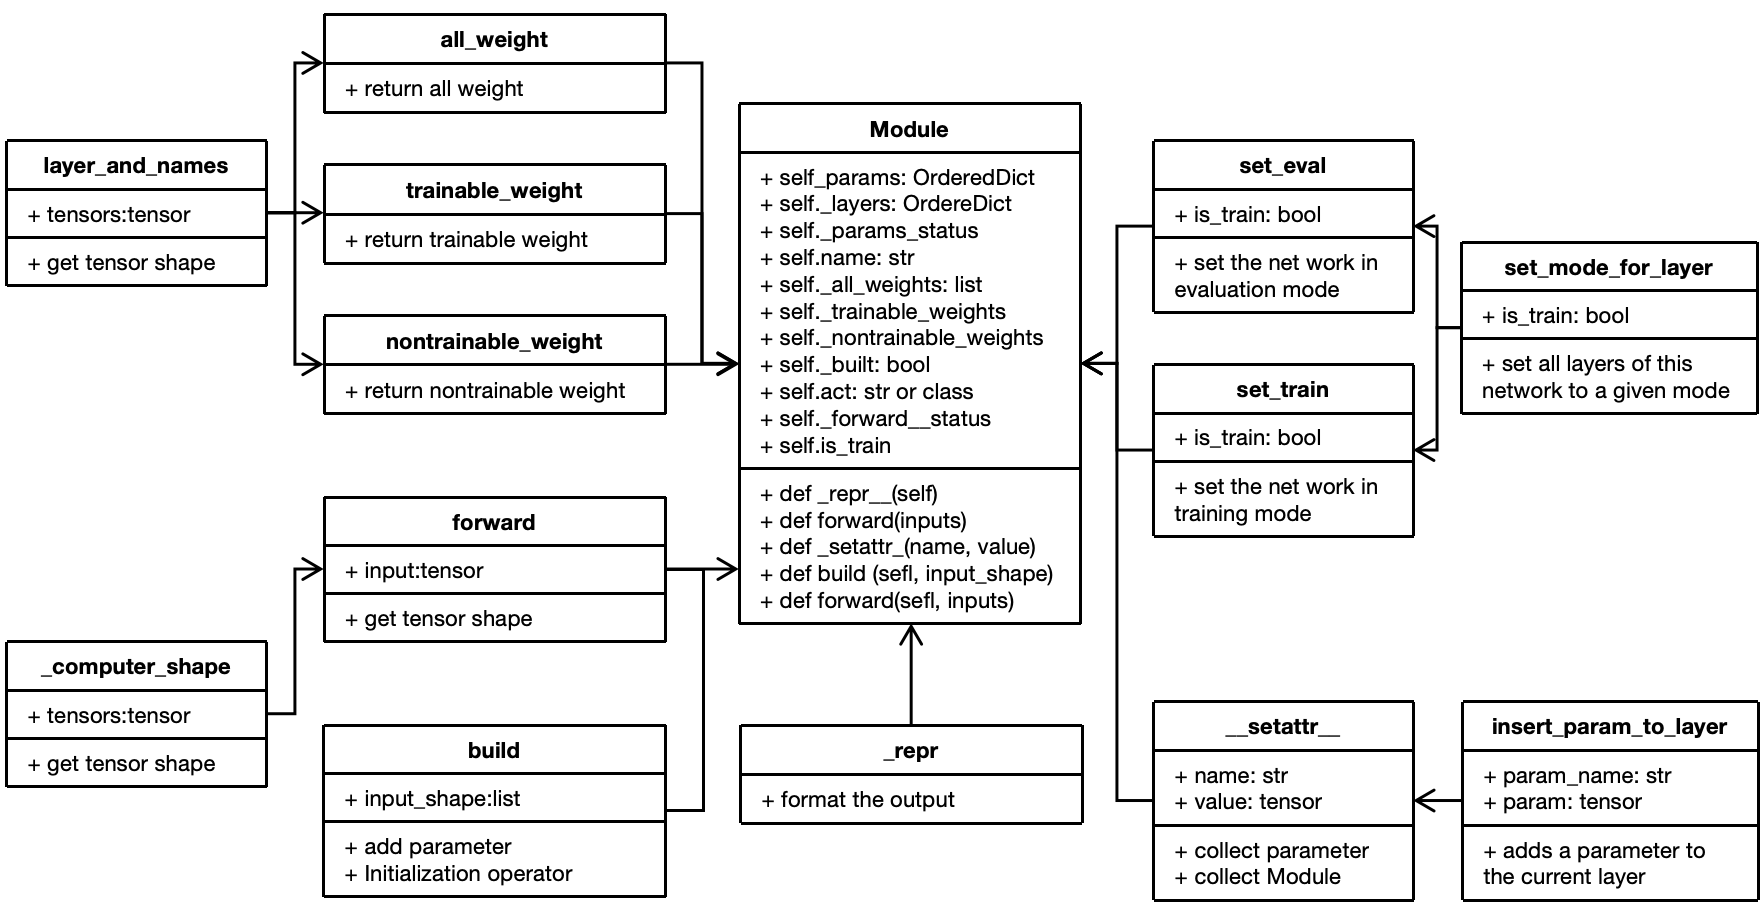 all_weight
+ return all weight
layer_and_names
+ tensors:tensor
+ get tensor shape
trainable_weight
+ return trainable weight
nontrainable_weight
+ return nontrainable weight
Module
+ self_params: OrderedDict
+ self._layers: OrdereDict
+ self._params_status
+ self.name: str
+ self._all_weights: list
+ self._trainable_weights
+ self._nontrainable_weights
+ self._built: bool
+ self.act: str or class
+ self._forward__status
+ self.is_train
+ def _repr__(self)
+ def forward(inputs)
+ def _setattr_(name, value)
+ def build (sefl, input_shape)
+ def forward(sefl, inputs)
set_eval
+ is_train: bool
+ set the net work in
evaluation mode
set_mode_for_layer
+ is_train: bool
+ set all layers of this
network to a given mode
set_train
+ is_train: bool
+ set the net work in
training mode
forward
+ input:tensor
+ get tensor shape
_computer_shape
+ tensors:tensor
+ get tensor shape
build
+ input_shape:list
+ add parameter
+ Initialization operator
_repr
+ format the output
__setattr__
+ name: str
+ value: tensor
+ collect parameter
+ collect Module
insert_param_to_layer
+ param_name: str
+ param: tensor
+ adds a parameter to
the current layer